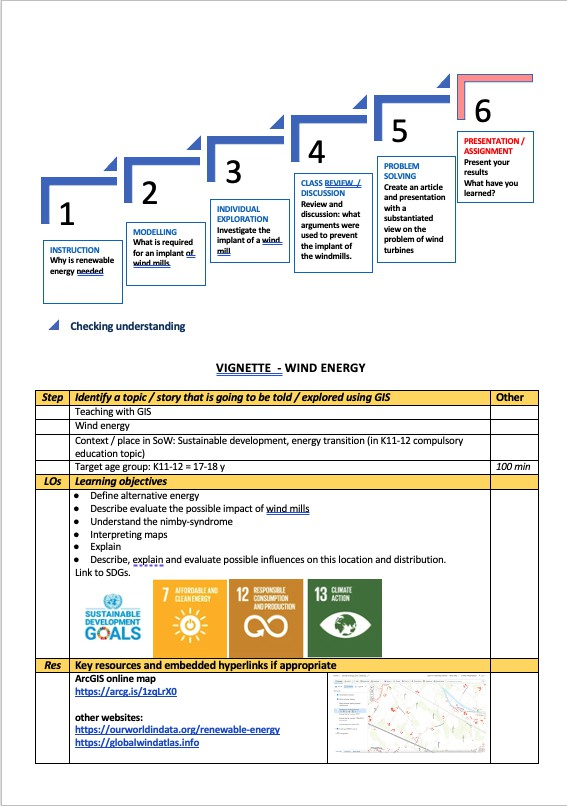 1
INSTRUCTION
Why is renewable
energy needed
2
MODELLING
What is required
for an implant of
wind mills
3
INDIVIDUAL
EXPLORATION
Investigate the
implant of a wind
mill
4
CLASS REVIEW /
DISCUSSION
Review and
discussion: what
arguments were
used to prevent
the implant of
the windmills.
5
PROBLEM
SOLVING
Create an article
and presentation
with a
substantiated
view on the
problem of wind
turbines
6
PRESENTATION /
ASSIGNMENT
Present your
results
What have you
learned?
Checking understanding
VIGNETTE - WIND ENERGY
Step Identify a topic / story that is going to be told / explored using GIS Other
Teaching with GIS
Wind energy
Context / place in SoW: Sustainable development, energy transition (in K11-12 compulsory
education topic)
Target age group: K11-12 = 17-18 y 100 min
LOs Learning objectives
● Define alternative energy
● Describe evaluate the possible impact of wind mills
● Understand the nimby-syndrome
● Interpreting maps
● Explain
● Describe, explain and evaluate possible influences on this location and distribution.
Link to SDGs.
SUSTAINABLE
DEVELOPMENT
GOALS
7 AFFORDABLE AND
CLEAN ENERGY
12 RESPONSIBLE
CONSUMPTION
AND PRODUCTION
13 CLIMATE
ACTION
Res Key resources and embedded hyperlinks if appropriate
ArcGIS online map
https://arcg.is/1zqLrX0
other websites:
https://ourworldindata.org/renewable-energy
https://globalwindatlas.info